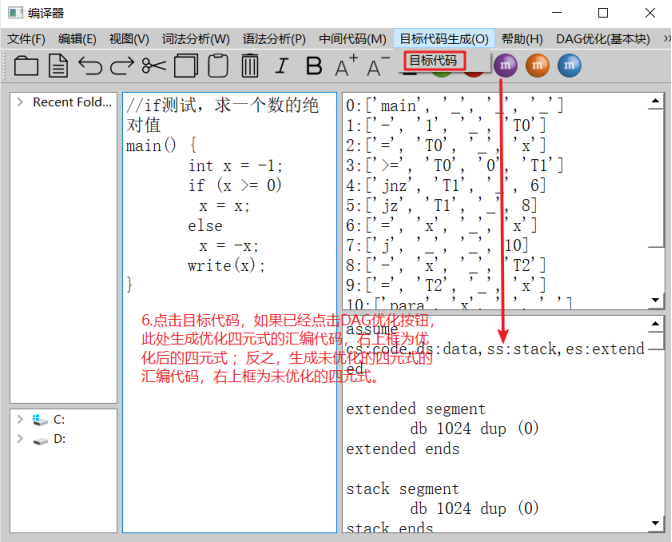 编译器
文件(F) 编辑(E) 视图(V) 词法分析(W) 语法分析(P) 中间代码(M) 目标代码生成(O) 帮助(H) DAG优化(基本块)
目标代码
I B A+ A- m m m
Recent Fold...
C:
D:
//if测试，求一个数的绝
对值
main() {
int x = -1;
if (x >= 0)
x = x;
else
x = -x;
write(x);
}
6.点击目标代码，如果已经点击DAG优化按钮，
此处生成优化四元式的汇编代码，右上框为优
化后的四元式； 反之，生成未优化的四元式的
汇编代码，右上框为未优化的四元式。
0:['main', '_', '_', '_']
1:['-', '1', '_', 'T0']
2:['=', 'T0', '_', 'x']
3:['>=', 'T0', '0', 'T1']
4:['jnz', 'T1', '_', 6]
5:['jz', 'T1', '_', 8]
6:['=', 'x', '_', 'x']
7:['j', '_', '_', 10]
8:['-', 'x', '_', 'T2']
9:['=', 'T2', '_', 'x']
10:['para', 'x', '_', '_']
assume
cs:code,ds:data,ss:stack,es:extend
ed
extended segment
db 1024 dup (0)
extended ends
stack segment
db 1024 dup (0)
stack ends